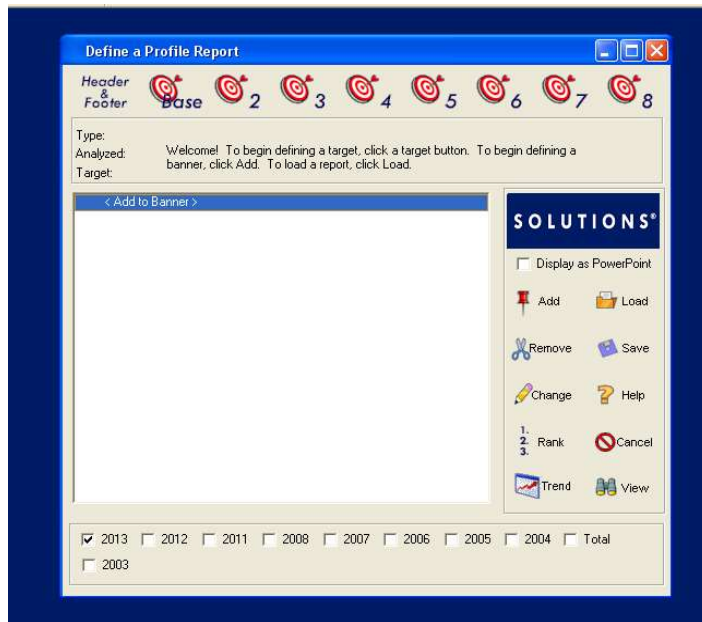 Define a Profile Report
Header
&
Footer
Base
2
3
4
5
6
7
8
Type:
Analyzed:
Target:
Welcome! To begin defining a target, click a target button. To begin defining a
banner, click Add. To load a report, click Load.
< Add to Banner >
SOLUTIONS®
Display as PowerPoint
Add
Load
Remove
Save
Change
Help
1.
2.
3.
Rank
Cancel
Trend
View
2013 2012 2011 2008 2007 2006 2005 2004 Total
2003